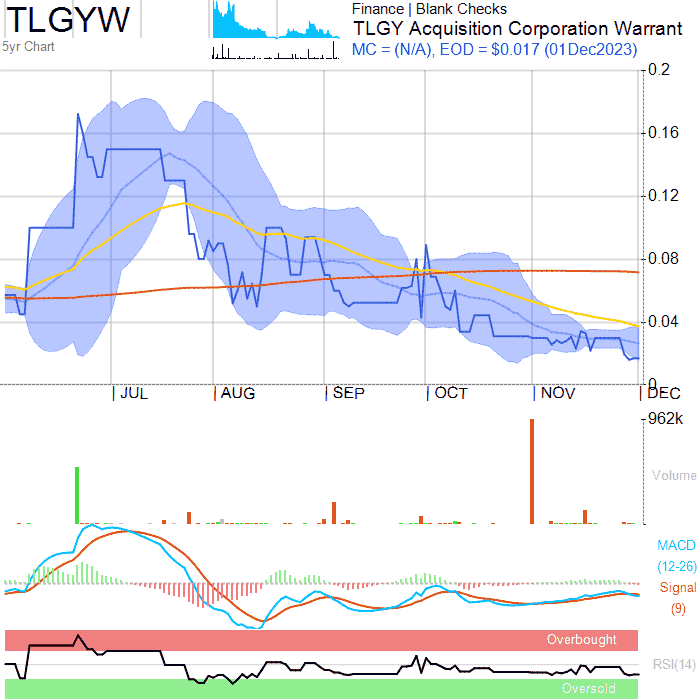 TLGYW
5yr Chart
Finance | Blank Checks
TLGY Acquisition Corporation Warrant
MC = (N/A), EOD = $0.017 (01Dec2023)
0.2
0.16
0.12
0.08
0.04
0
JUL AUG SEP OCT NOV DEC
962k
Volume
MACD
(12-26)
Signal
(9)
Overbought
RSI(14)
Oversold